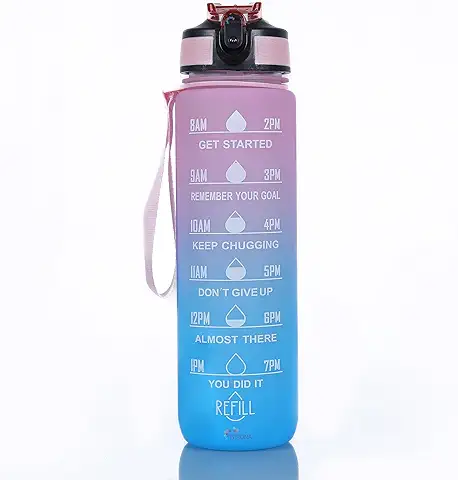 8AM 2PM
GET STARTED
9AM 3PM
REMEMBER YOUR GOAL
10AM 4PM
KEEP CHUGGING
11AM 5PM
DON'T GIVE UP
12PM 6PM
ALMOST THERE
1PM 7PM
YOU DID IT
REFILL